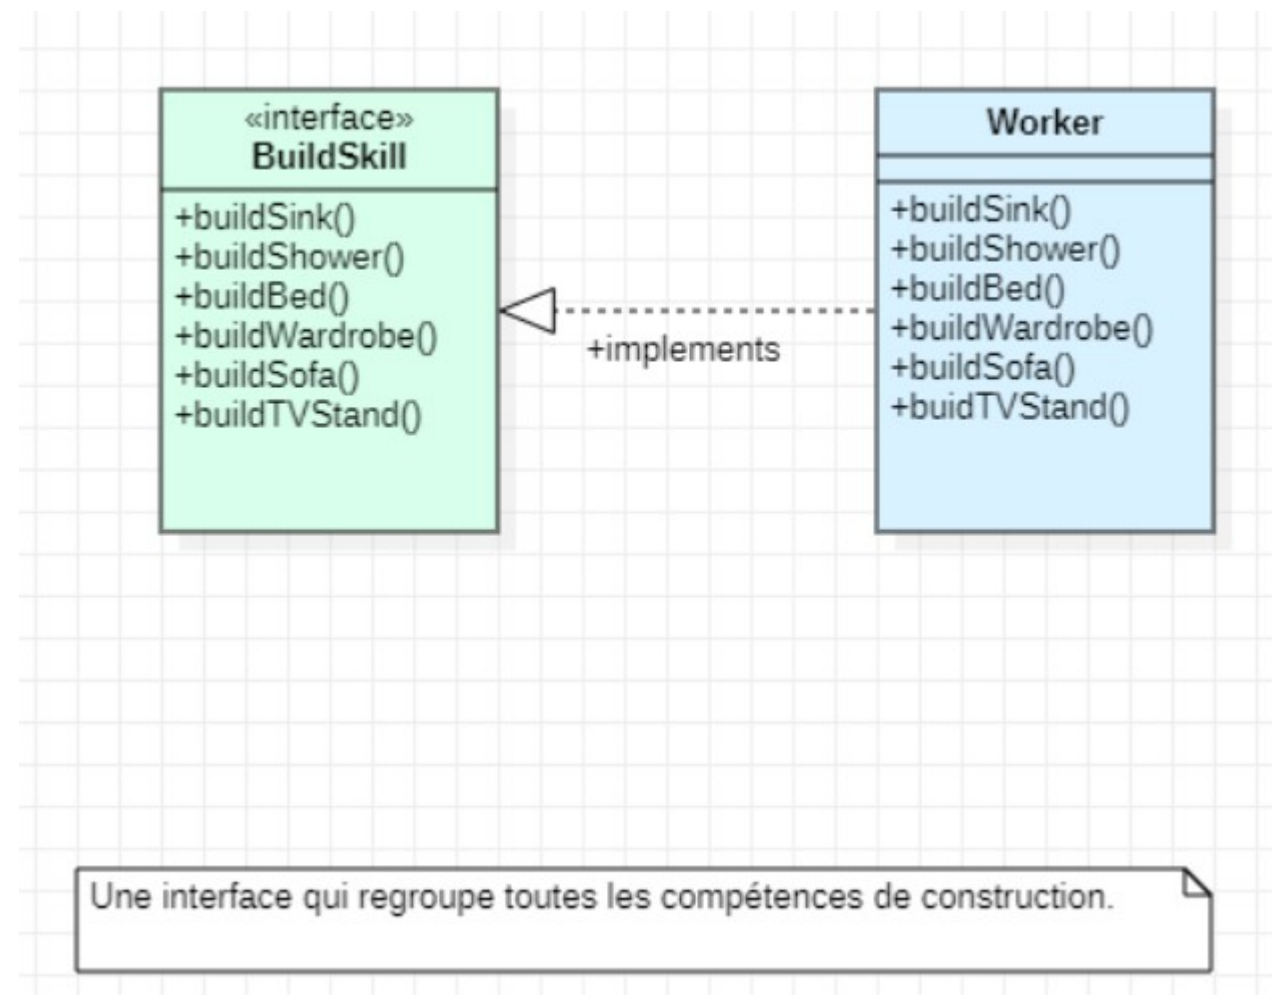 «interface»
BuildSkill
+buildSink()
+buildShower()
+buildBed()
+buildWardrobe()
+buildSofa()
+buildTVStand()
+implements
Worker
+buildSink()
+buildShower()
+buildBed()
+buildWardrobe()
+buildSofa()
+buidTVStand()
Une interface qui regroupe toutes les compétences de construction.